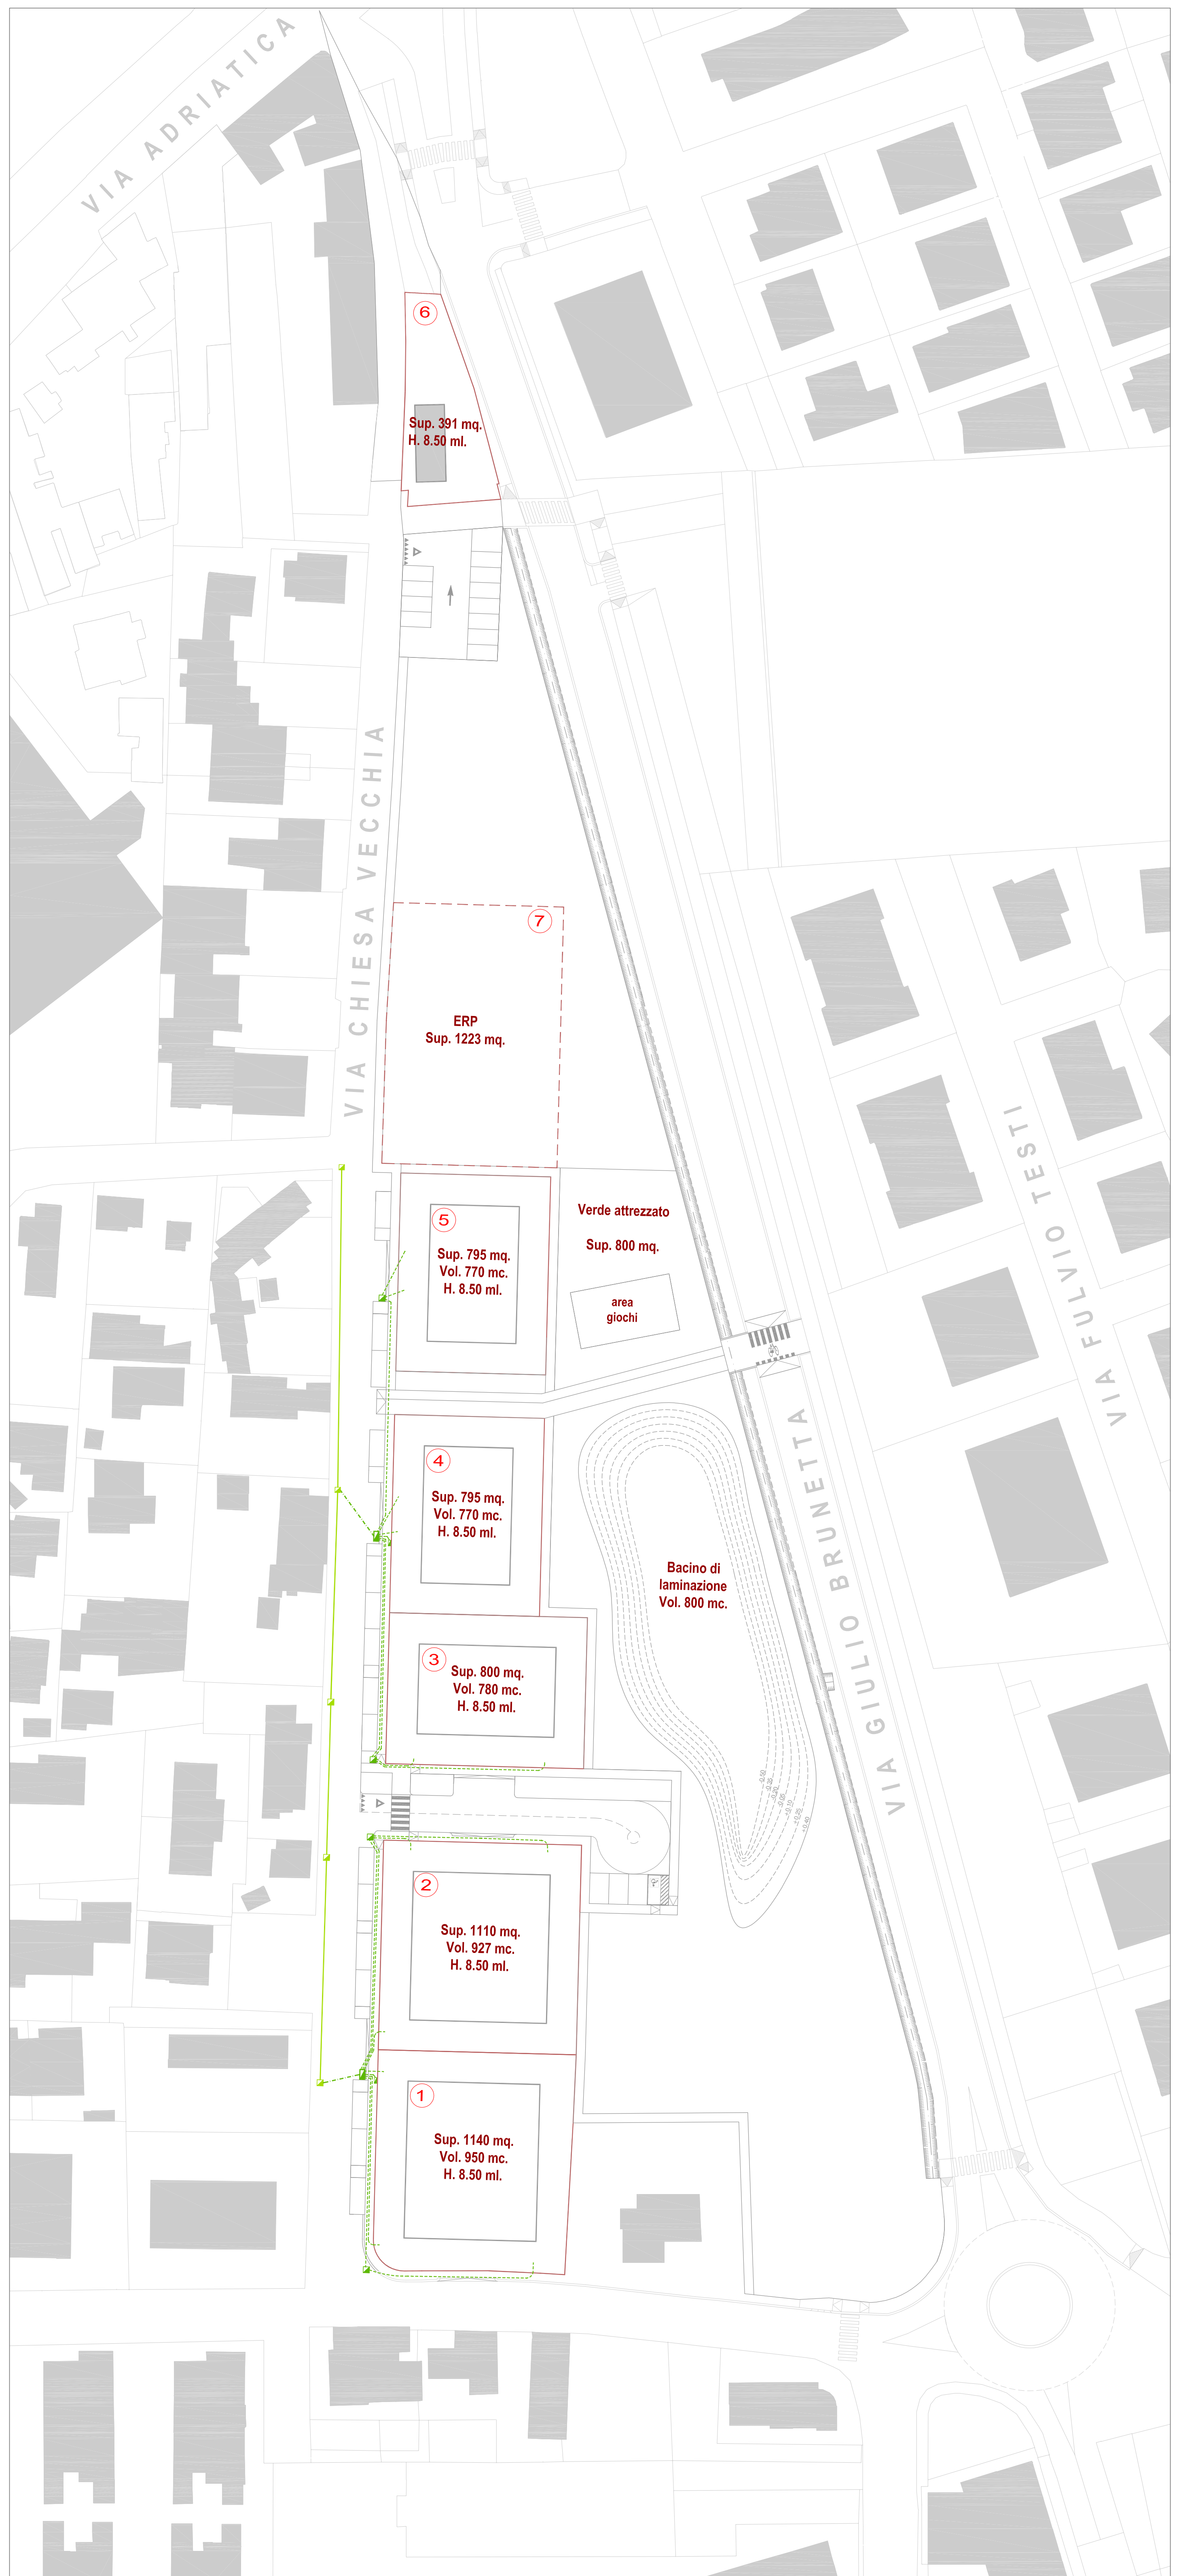 VIA ADRIATICA
6
Sup. 391 mq.
H. 8.50 ml.
VIA CHIESA VECCHIA
7
ERP
Sup. 1223 mq.
5
Sup. 795 mq.
Vol. 770 mc.
H. 8.50 ml.
Verde attrezzato
Sup. 800 mq.
area
giochi
VIA FULVIO TESTI
4
Sup. 795 mq.
Vol. 770 mc.
H. 8.50 ml.
Bacino di
laminazione
Vol. 800 mc.
VIA GIULIO BRUNETTA
3
Sup. 800 mq.
Vol. 780 mc.
H. 8.50 ml.
2
Sup. 1110 mq.
Vol. 927 mc.
H. 8.50 ml.
1
Sup. 1140 mq.
Vol. 950 mc.
H. 8.50 ml.